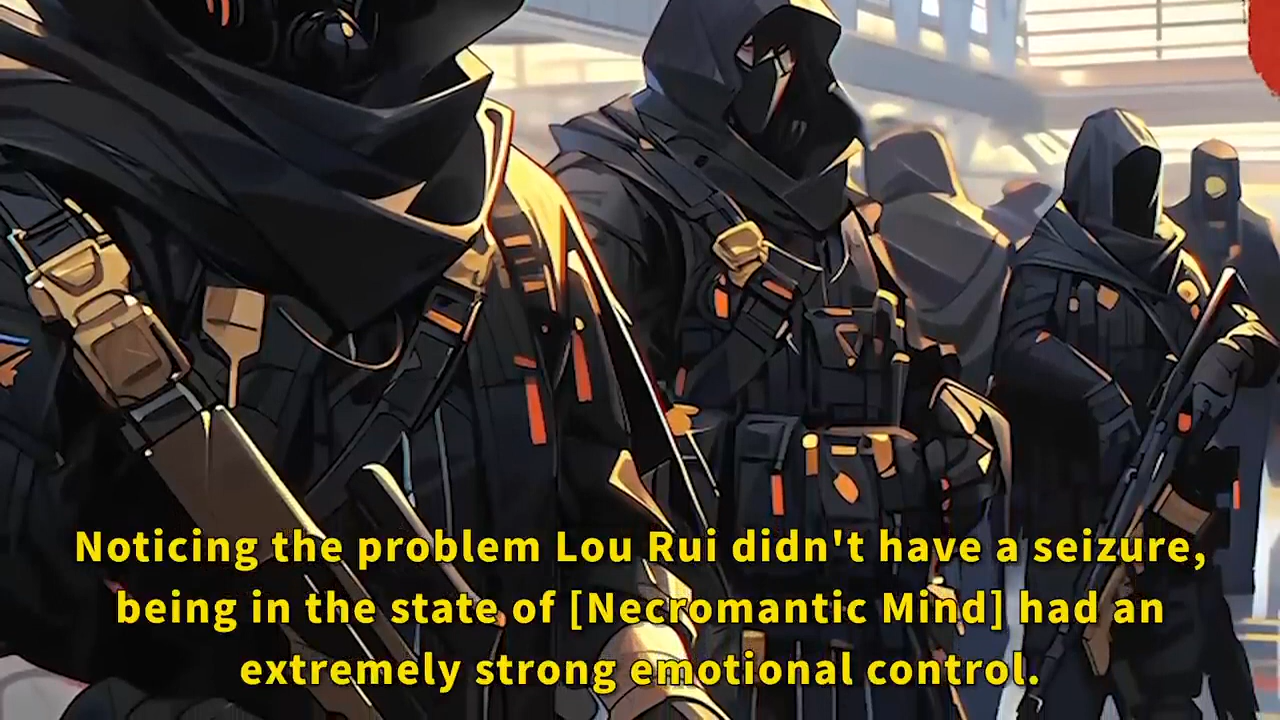 Noticing the problem Lou Rui didn't have a seizure,
being in the state of [Necromantic Mind] had an
extremely strong emotional control.